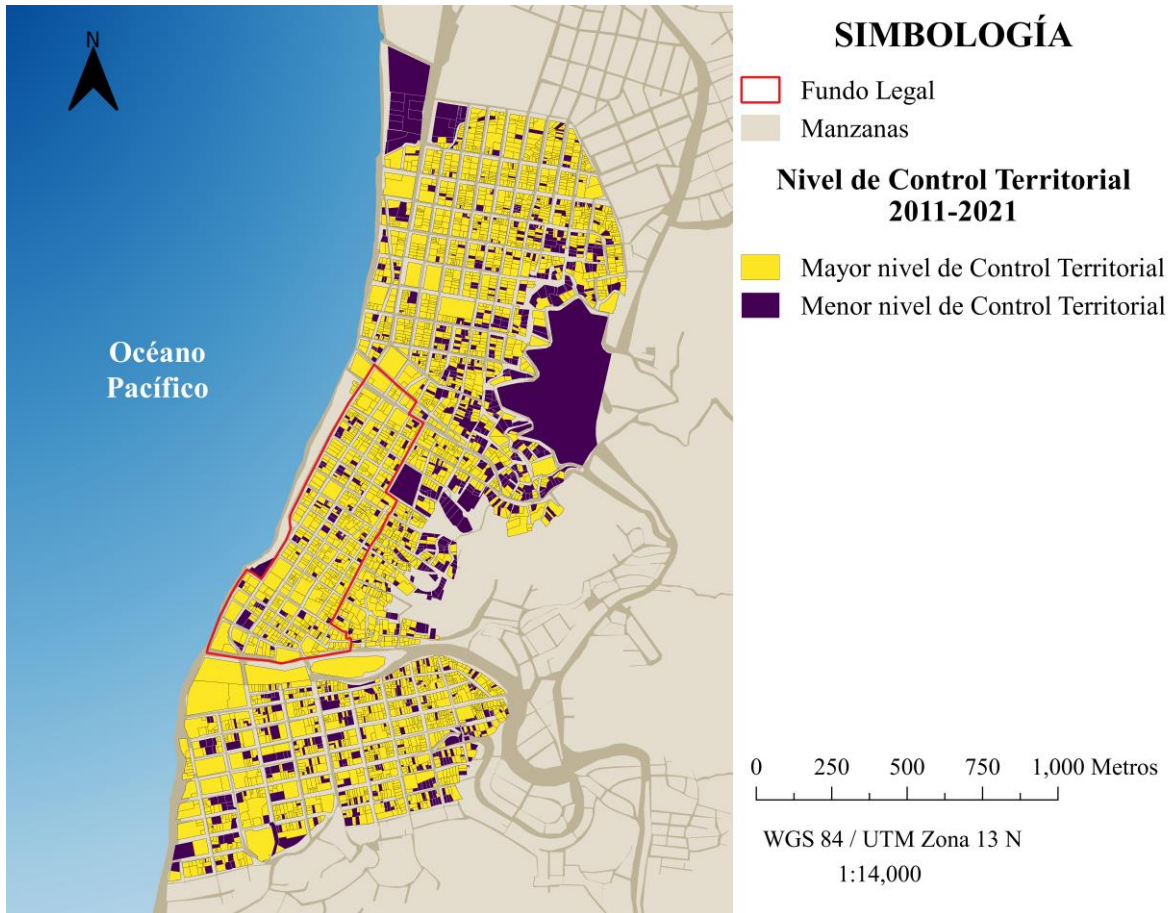 N
Océano
Pacífico
SIMBOLOGÍA
Fundo Legal
Manzanas
Nivel de Control Territorial
2011-2021
Mayor nivel de Control Territorial
Menor nivel de Control Territorial
0 250 500 750 1,000 Metros
WGS 84 / UTM Zona 13 N
1:14,000